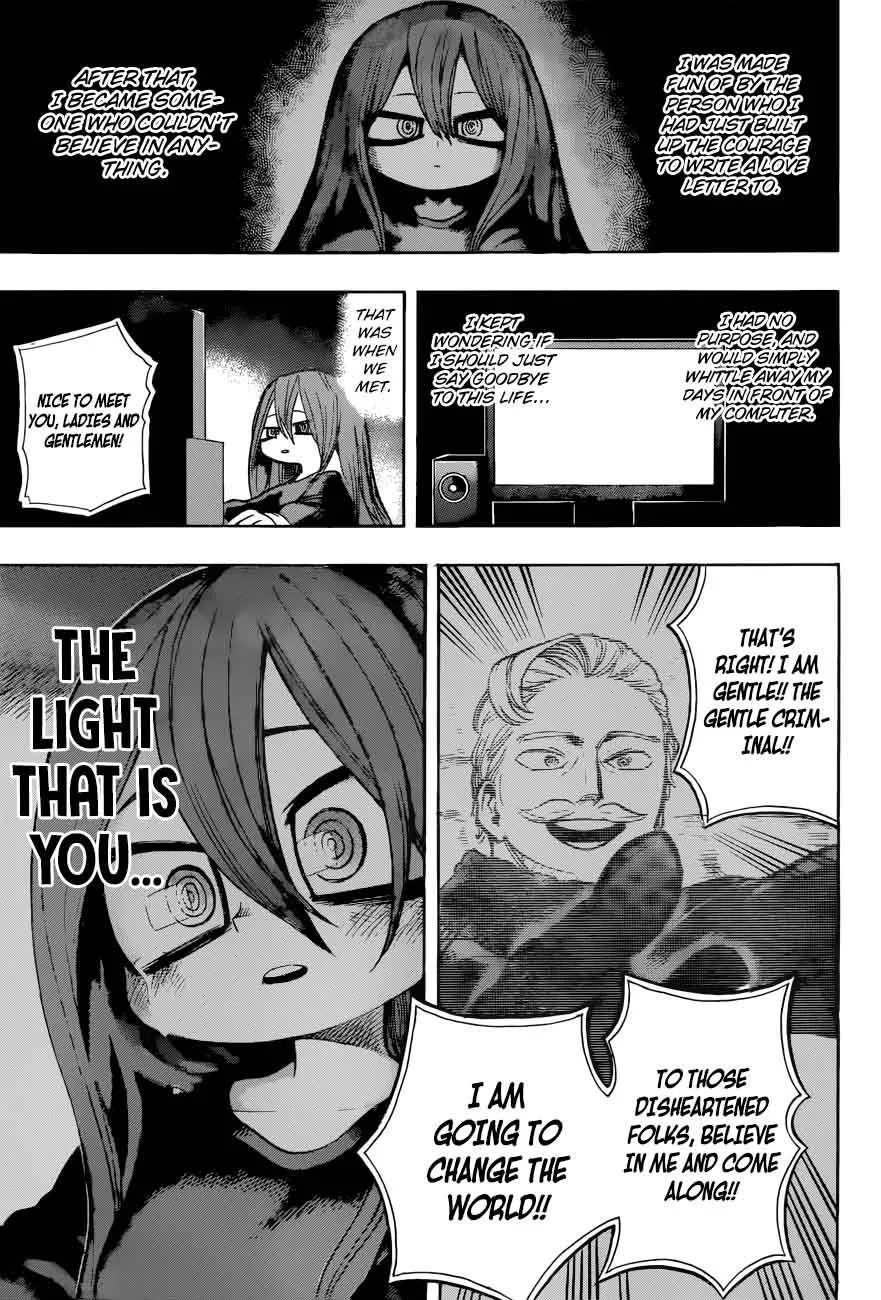 I WAS MADE
FUN OF BY THE
PERSON WHO I
HAD JUST BUILT
UP THE COURAGE
TO WRITE A LOVE
LETTER TO.
AFTER THAT,
I BECAME SOME-
ONE WHO COULDN'T
BELIEVE IN ANY-
THING.
I HAD NO
PURPOSE, AND
WOULD SIMPLY
WHITTLE AWAY MY
DAYS IN FRONT OF
MY COMPUTER.
I KEPT
WONDERING IF
I SHOULD JUST
SAY GOODBYE
TO THIS LIFE...
THAT
WAS
WHEN
WE
MET.
NICE TO MEET
YOU, LADIES AND
GENTLEMEN!
THAT'S
RIGHT! I AM
GENTLE!! THE
GENTLE CRIM-
INAL!!
TO THOSE
DISHEARTENED
FOLKS, BELIEVE
IN ME AND COME
ALONG!!
I AM
GOING TO
CHANGE THE
WORLD!!
THE
LIGHT
THAT IS
YOU...